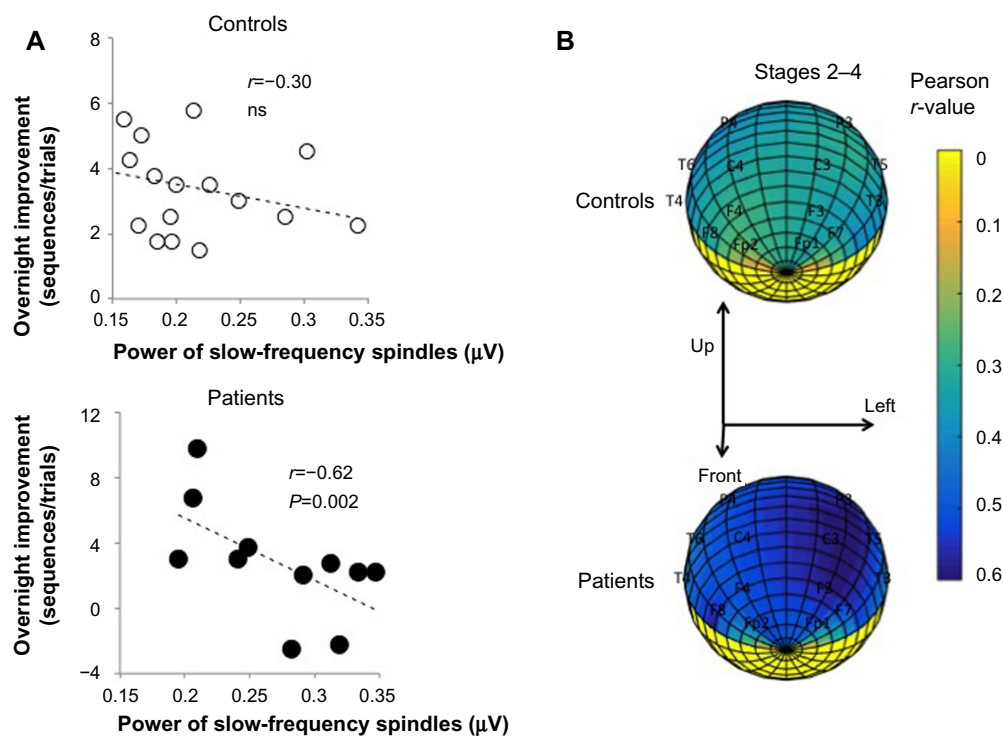 A
Controls
8
6
4
2
0
r=−0.30
ns
0.15 0.2 0.25 0.3 0.35
Overnight improvement
(sequences/trials)
Power of slow-frequency spindles (μV)
Patients
12
8
4
0
−4
r=−0.62
P=0.002
0.15 0.2 0.25 0.3 0.35
Overnight improvement
(sequences/trials)
Power of slow-frequency spindles (μV)
B
Stages 2–4
Pearson
r-value
Controls
P4 P3
T6 C4 C3 T5
T4 T3
F4 F3
F8 F7
Fp2 Fp1
Up
Left
Front
Patients
P4 P3
T6 C4 C3 T5
T4 T3
F4 F3
F8 F7
Fp2 Fp1
0
0.1
0.2
0.3
0.4
0.5
0.6